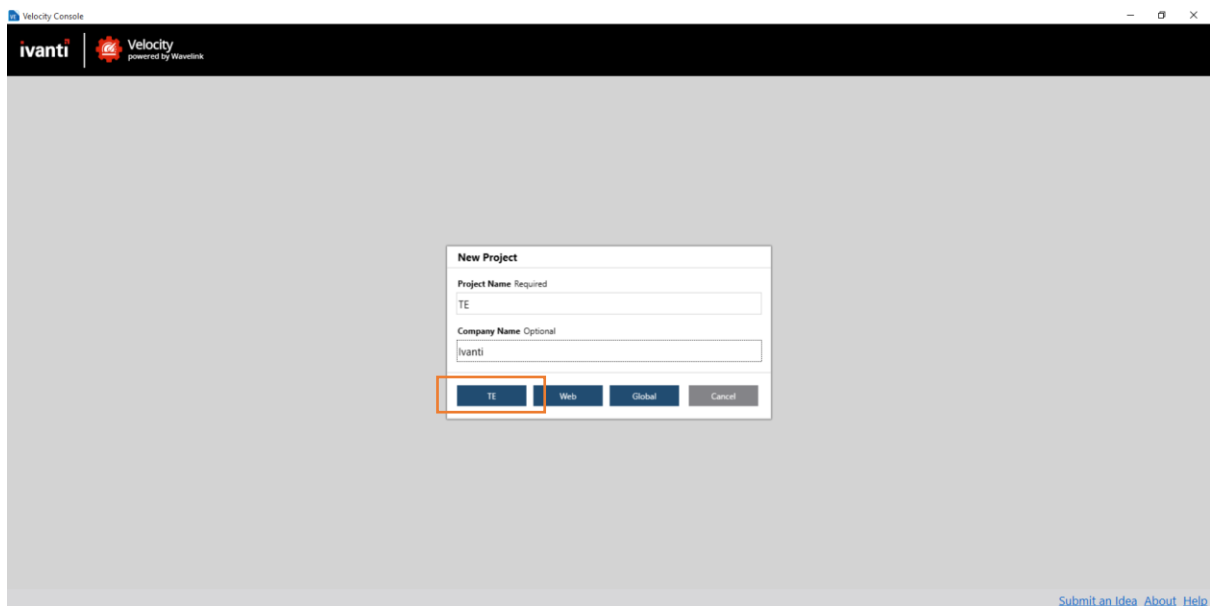 Velocity Console
ivanti
Velocity
powered by Wavelink
New Project
Project Name Required
TE
Company Name Optional
Ivanti
TE Web Global Cancel
Submit an Idea About Help